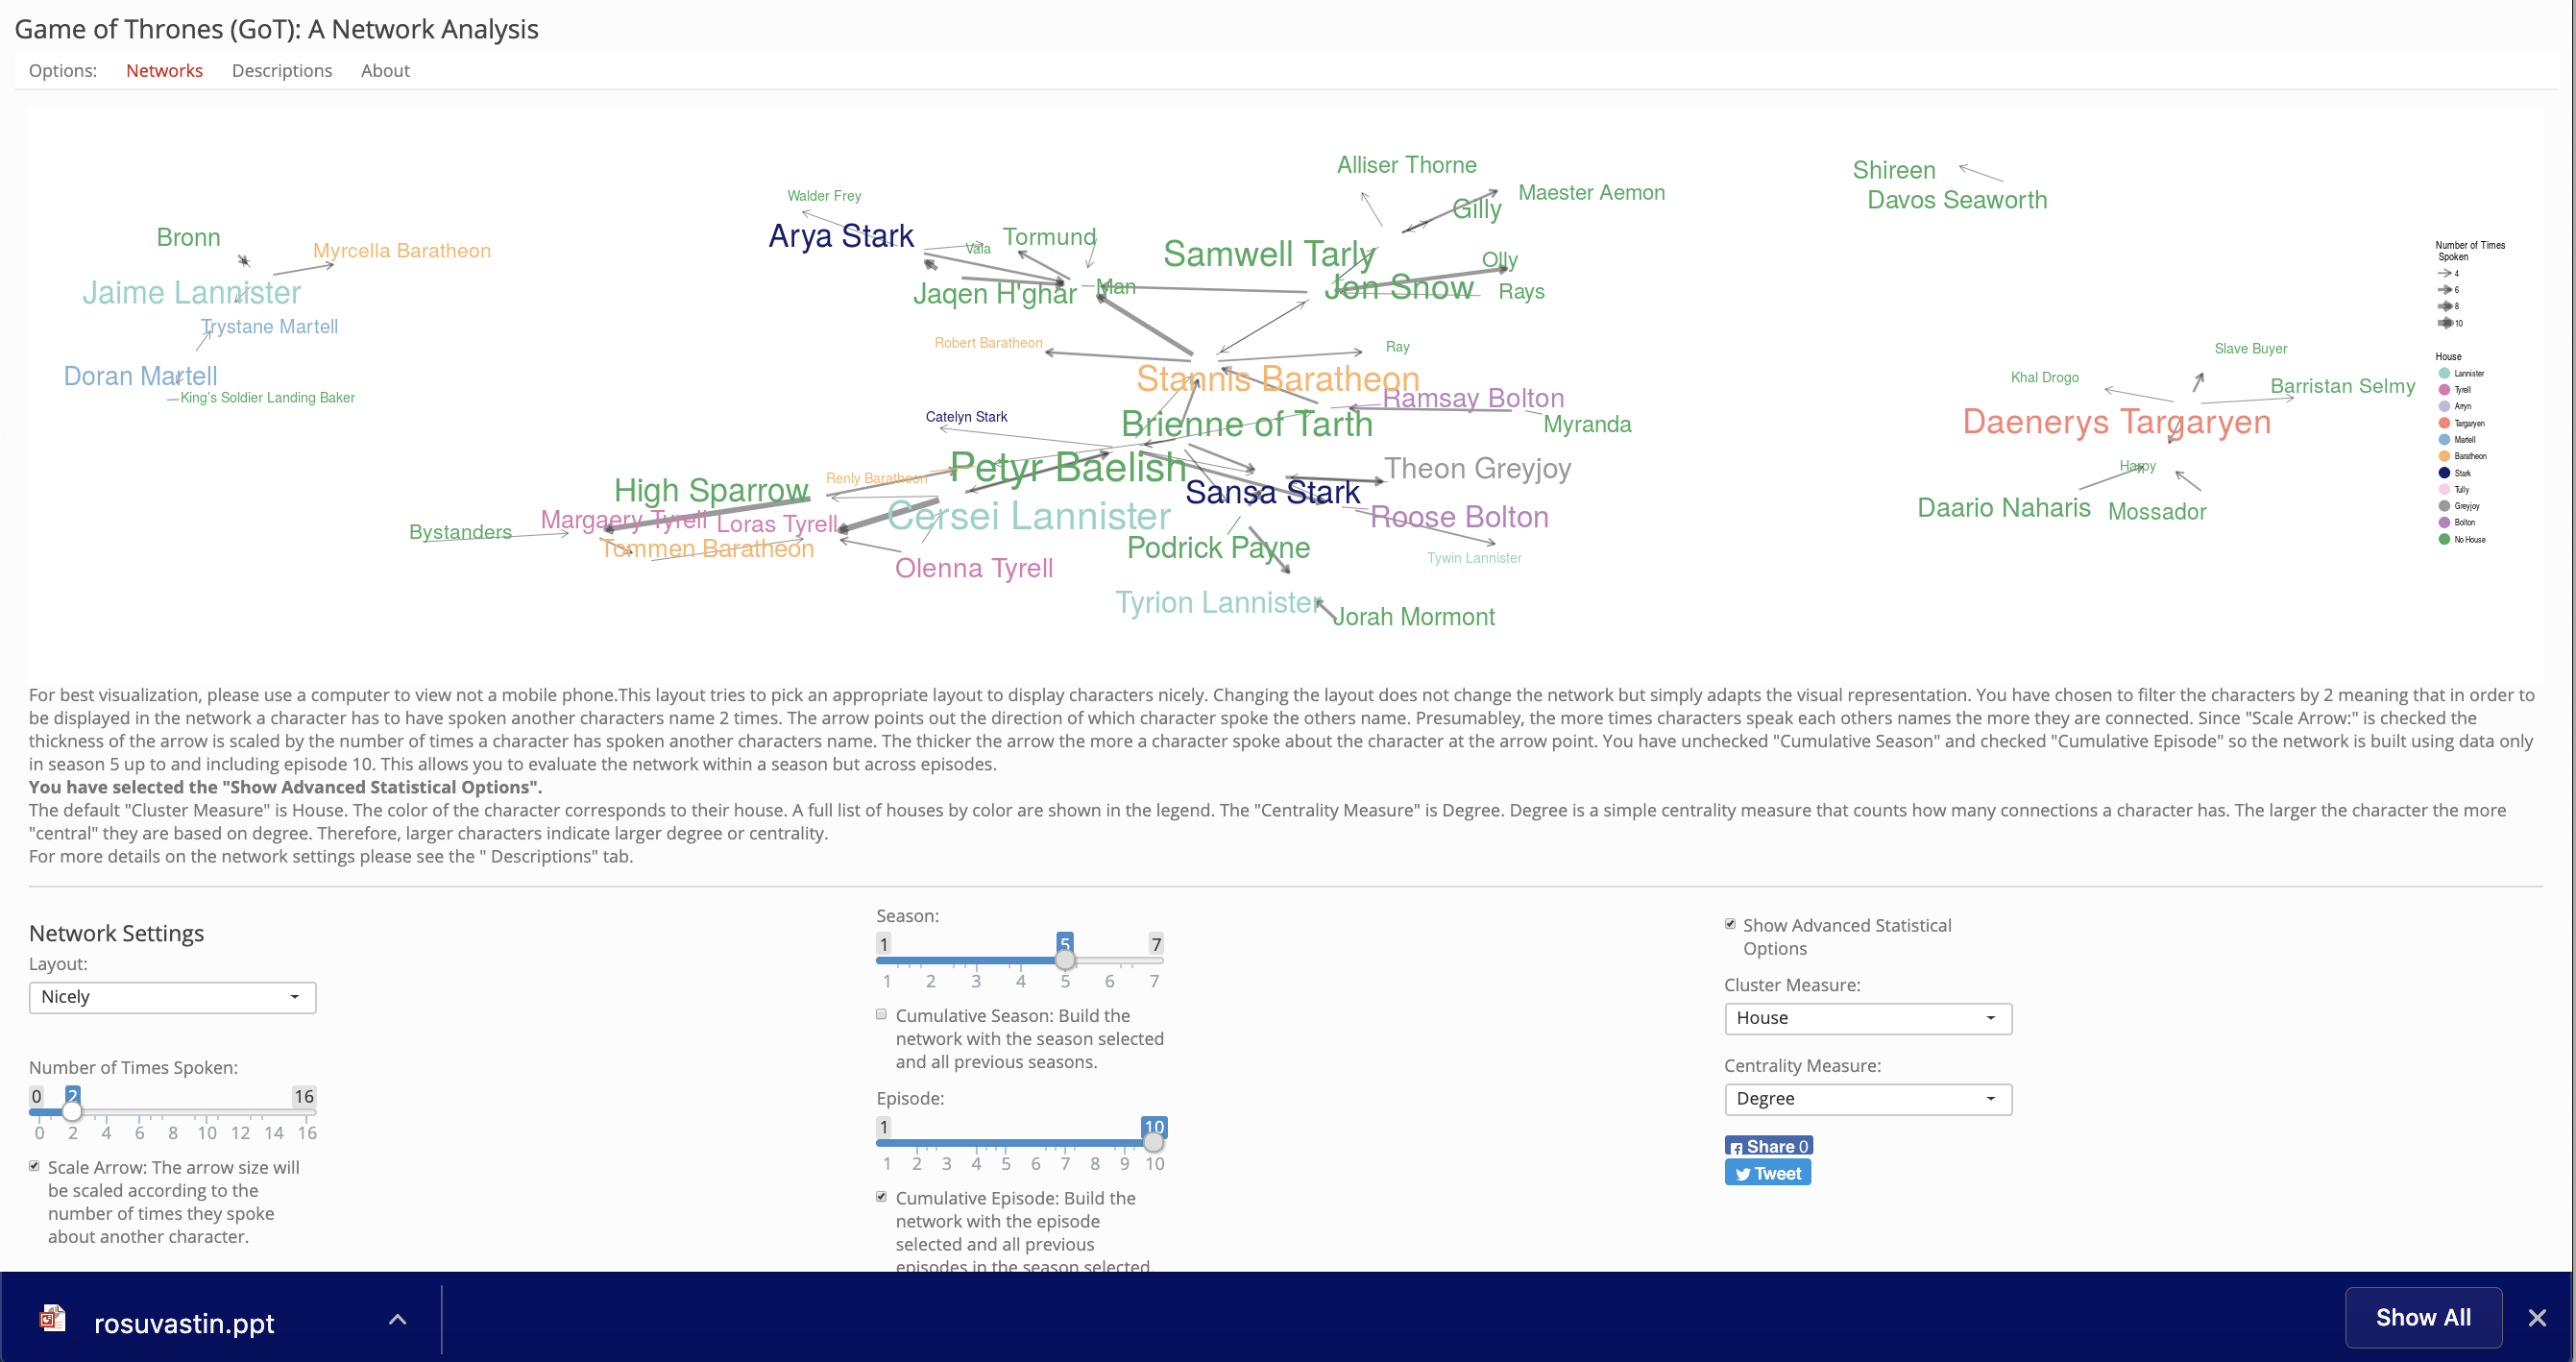 Game of Thrones (GoT): A Network Analysis
Options: Networks Descriptions About
Alliser Thorne
Shireen
Walder Frey
Maester Aemon
Davos Seaworth
Gilly
Bronn
Arya Stark
Tormund
Vala
Myrcella Baratheon
Samwell Tarly
Olly
Jaime Lannister
Jaqen H'ghar
Man
Jon Snow
Rays
Trystane Martell
Robert Baratheon
Ray
Slave Buyer
Doran Martell
Stannis Baratheon
Khal Drogo
Barristan Selmy
King's Soldier Landing Baker
Ramsay Bolton
Catelyn Stark
Brienne of Tarth
Myranda
Daenerys Targaryen
Petyr Baelish
Theon Greyjoy
Harpy
Renly Baratheon
High Sparrow
Sansa Stark
Daario Naharis
Mossador
Margaery Tyrell
Loras Tyrell
Cersei Lannister
Roose Bolton
Bystanders
Tommen Baratheon
Podrick Payne
Tywin Lannister
Olenna Tyrell
Tyrion Lannister
Jorah Mormont
Number of Times
Spoken
4
6
8
10
House
Lannister
Tyrell
Arryn
Targaryen
Martell
Baratheon
Stark
Tully
Greyjoy
Bolton
No House
For best visualization, please use a computer to view not a mobile phone.This layout tries to pick an appropriate layout to display characters nicely. Changing the layout does not change the network but simply adapts the visual representation. You have chosen to filter the characters by 2 meaning that in order to
be displayed in the network a character has to have spoken another characters name 2 times. The arrow points out the direction of which character spoke the others name. Presumabley, the more times characters speak each others names the more they are connected. Since "Scale Arrow:" is checked the
thickness of the arrow is scaled by the number of times a character has spoken another characters name. The thicker the arrow the more a character spoke about the character at the arrow point. You have unchecked "Cumulative Season" and checked "Cumulative Episode" so the network is built using data only
in season 5 up to and including episode 10. This allows you to evaluate the network within a season but across episodes.
You have selected the "Show Advanced Statistical Options".
The default "Cluster Measure" is House. The color of the character corresponds to their house. A full list of houses by color are shown in the legend. The "Centrality Measure" is Degree. Degree is a simple centrality measure that counts how many connections a character has. The larger the character the more
"central" they are based on degree. Therefore, larger characters indicate larger degree or centrality.
For more details on the network settings please see the " Descriptions" tab.
Network Settings
Layout:
Nicely
Number of Times Spoken:
0 2 16
0 2 4 6 8 10 12 14 16
Scale Arrow: The arrow size will
be scaled according to the
number of times they spoke
about another character.
Season:
1 5 7
1 2 3 4 5 6 7
Cumulative Season: Build the
network with the season selected
and all previous seasons.
Episode:
1 10
1 2 3 4 5 6 7 8 9 10
Cumulative Episode: Build the
network with the episode
selected and all previous
episodes in the season selected
Show Advanced Statistical
Options
Cluster Measure:
House
Centrality Measure:
Degree
Share 0
Tweet
rosuvastin.ppt
Show All